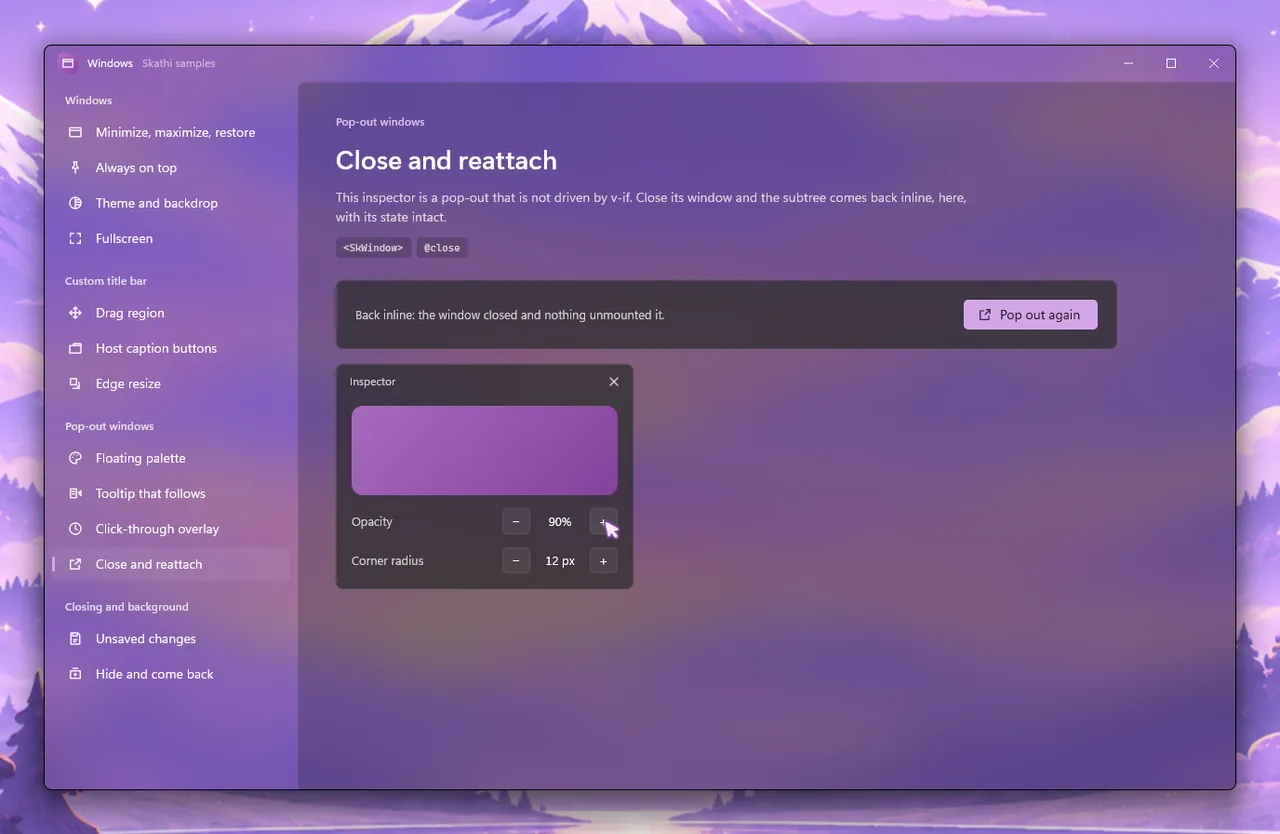 Windows Skathi samples
Windows
Minimize, maximize, restore
Always on top
Theme and backdrop
Fullscreen
Custom title bar
Drag region
Host caption buttons
Edge resize
Pop-out windows
Floating palette
Tooltip that follows
Click-through overlay
Close and reattach
Closing and background
Unsaved changes
Hide and come back
Pop-out windows
Close and reattach
This inspector is a pop-out that is not driven by v-if. Close its window and the subtree comes back inline, here,
with its state intact.
<SkWindow> @close
Back inline: the window closed and nothing unmounted it.
Pop out again
Inspector
Opacity − 90% +
Corner radius − 12 px +